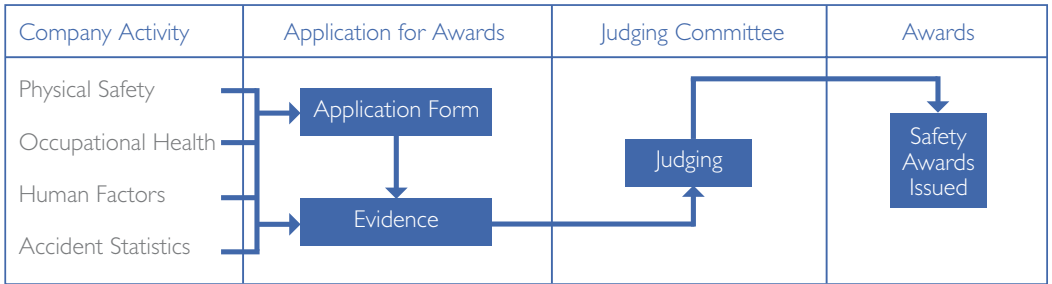 Company Activity
Application for Awards
Judging Committee
Awards
Physical Safety
Occupational Health
Human Factors
Accident Statistics
Application Form
Evidence
Judging
Safety
Awards
Issued